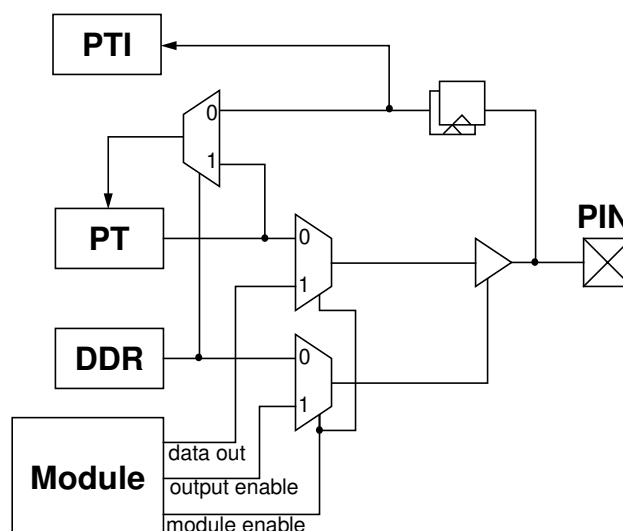 PTI
0
1
PT
PIN
0
1
DDR
0
1
Module
data out
output enable
module enable